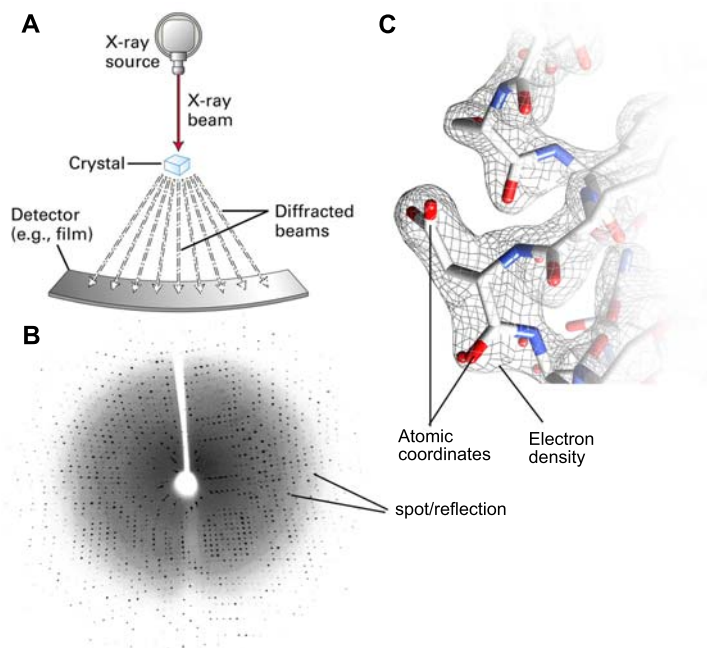 A
X-ray
source
X-ray
beam
Crystal
Detector
(e.g., film)
Diffracted
beams
B
spot/reflection
C
Atomic
coordinates
Electron
density